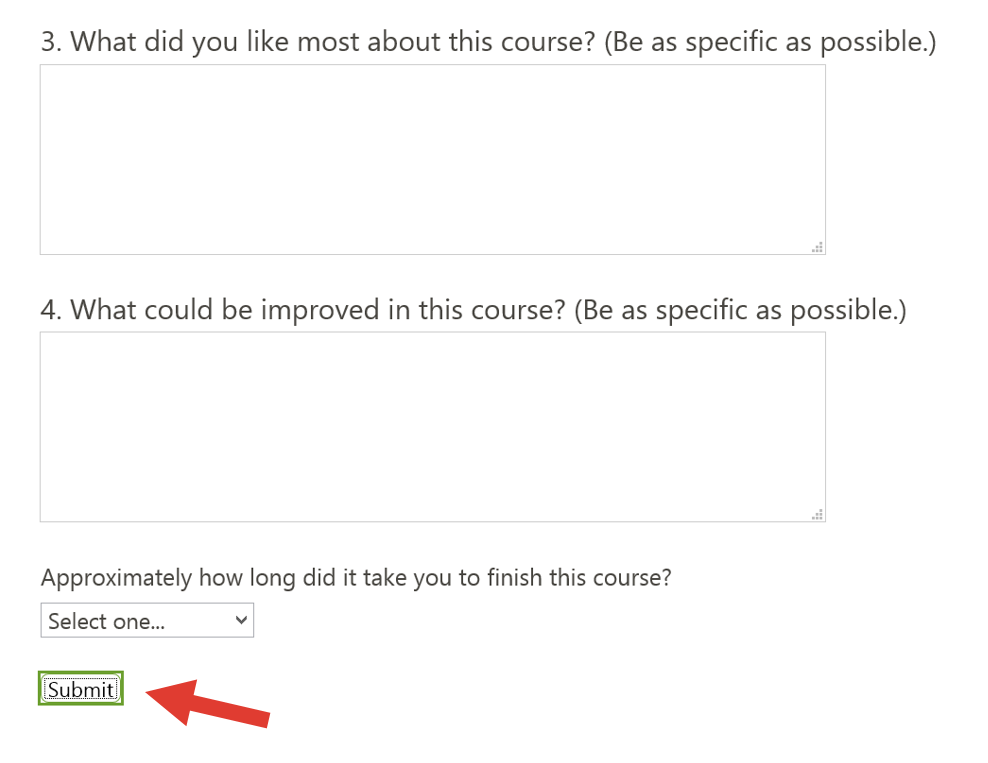 3. What did you like most about this course? (Be as specific as possible.)
4. What could be improved in this course? (Be as specific as possible.)
Approximately how long did it take you to finish this course?
Select one...
Submit